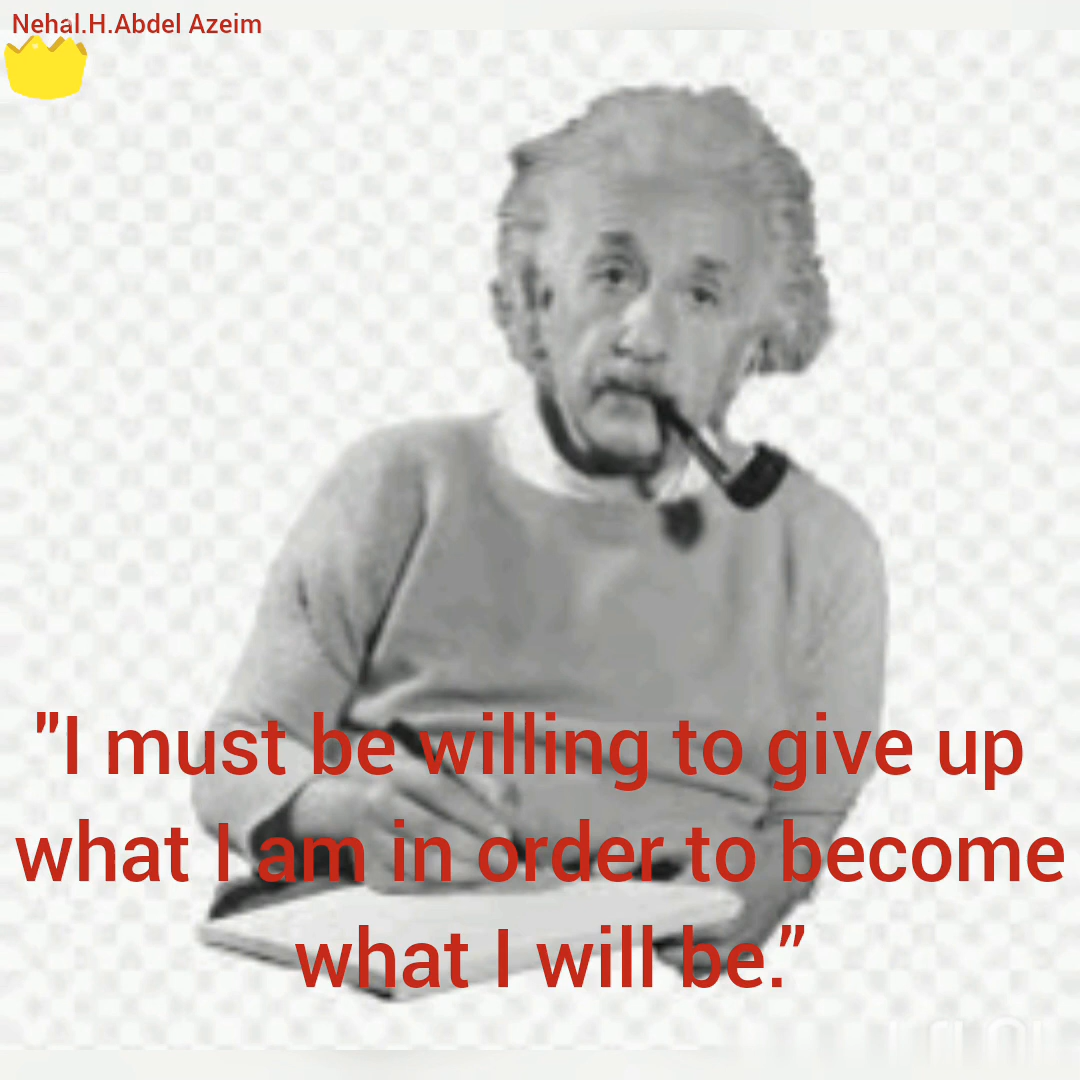 Nehal.H.Abdel Azeim
"I must be willing to give up
what I am in order to become
what I will be.”